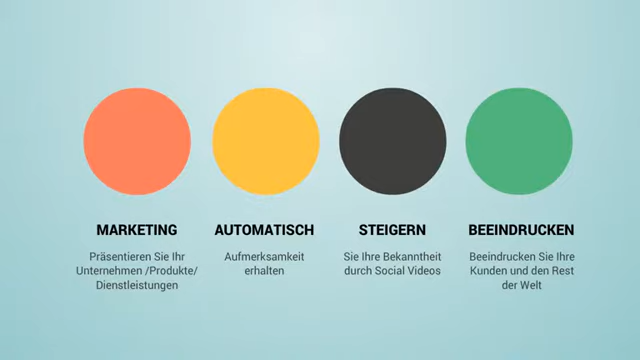 MARKETING
Präsentieren Sie Ihr
Unternehmen /Produkte/
Dienstleistungen
AUTOMATISCH
Aufmerksamkeit
erhalten
STEIGERN
Sie Ihre Bekanntheit
durch Social Videos
BEEINDRUCKEN
Beeindrucken Sie Ihre
Kunden und den Rest
der Welt